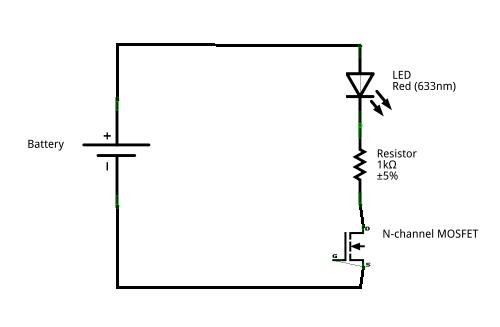 LED
Red (633nm)
+
Battery
Resistor
1kΩ
±5%
D
N-channel MOSFET
G
S